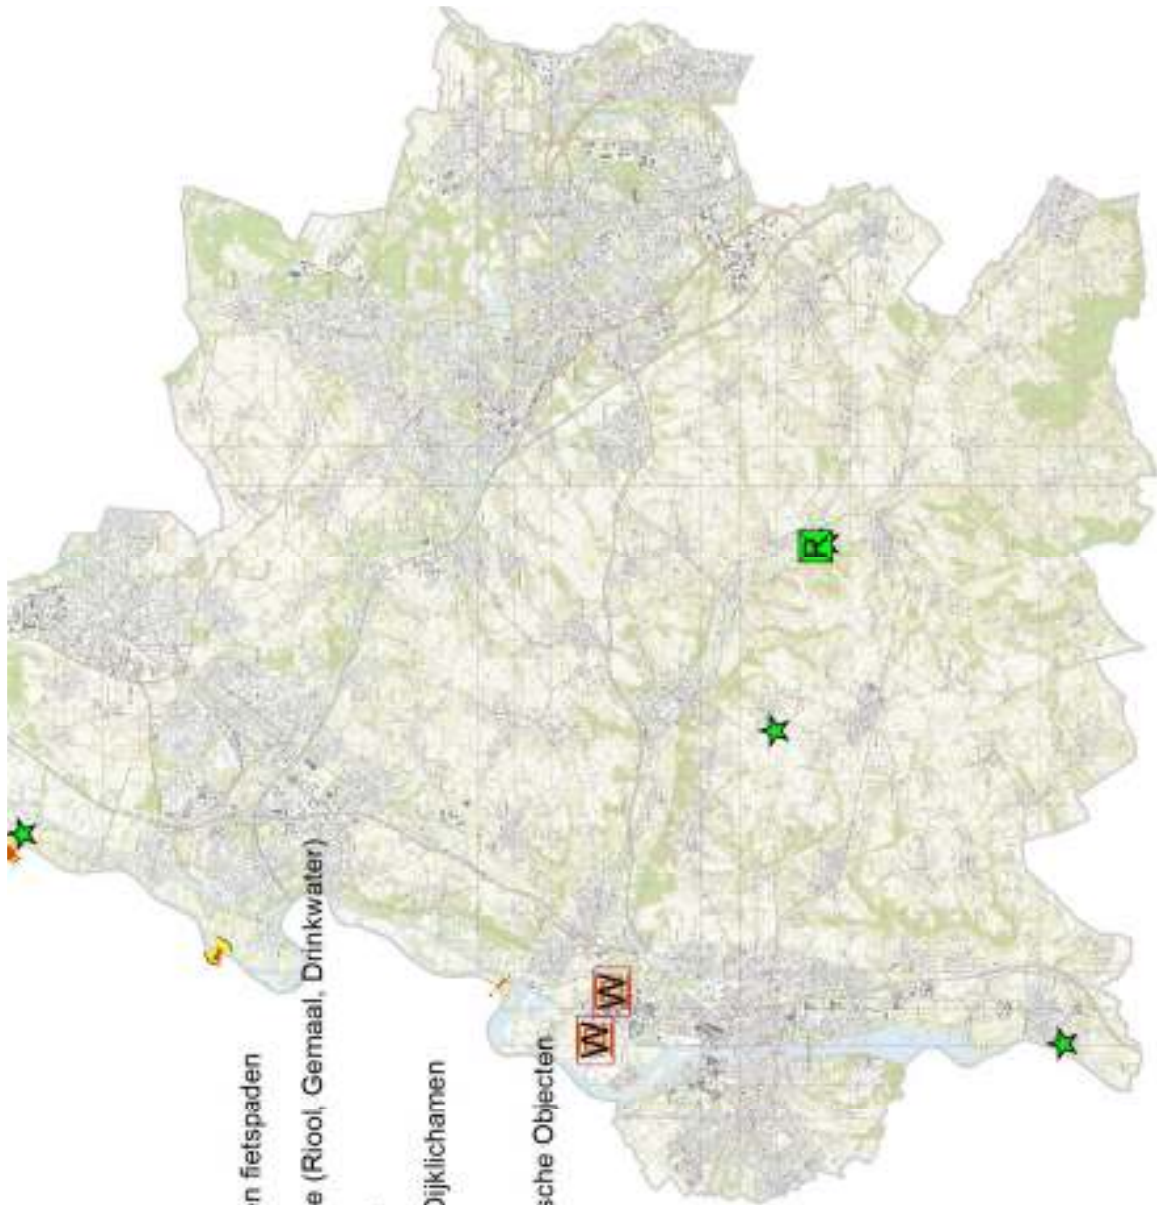 n fietspaden
e (Riool, Gemaal, Drinkwater)
Dijklichamen
sche Objecten
W
W
R